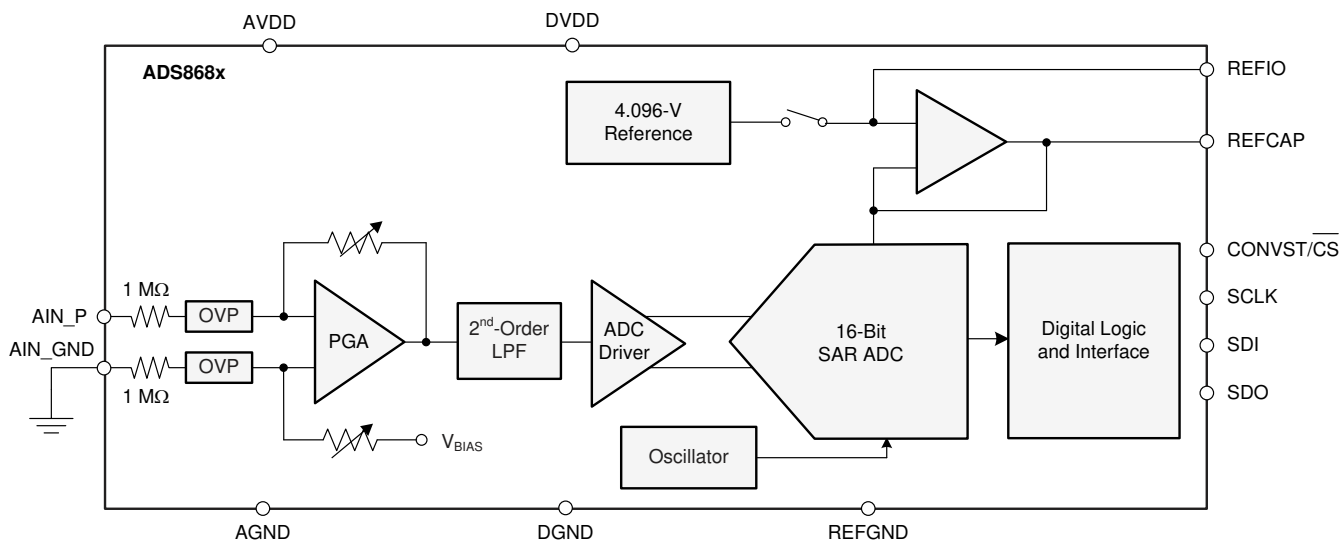 AVDD
DVDD
ADS868x
REFIO
4.096-V
Reference
REFCAP
CONVST/C̅S̅
1 MΩ
AIN_P
OVP
SCLK
2nd-Order
LPF
ADC
Driver
16-Bit
SAR ADC
Digital Logic
and Interface
PGA
AIN_GND
OVP
SDI
1 MΩ
SDO
VBIAS
Oscillator
AGND
DGND
REFGND